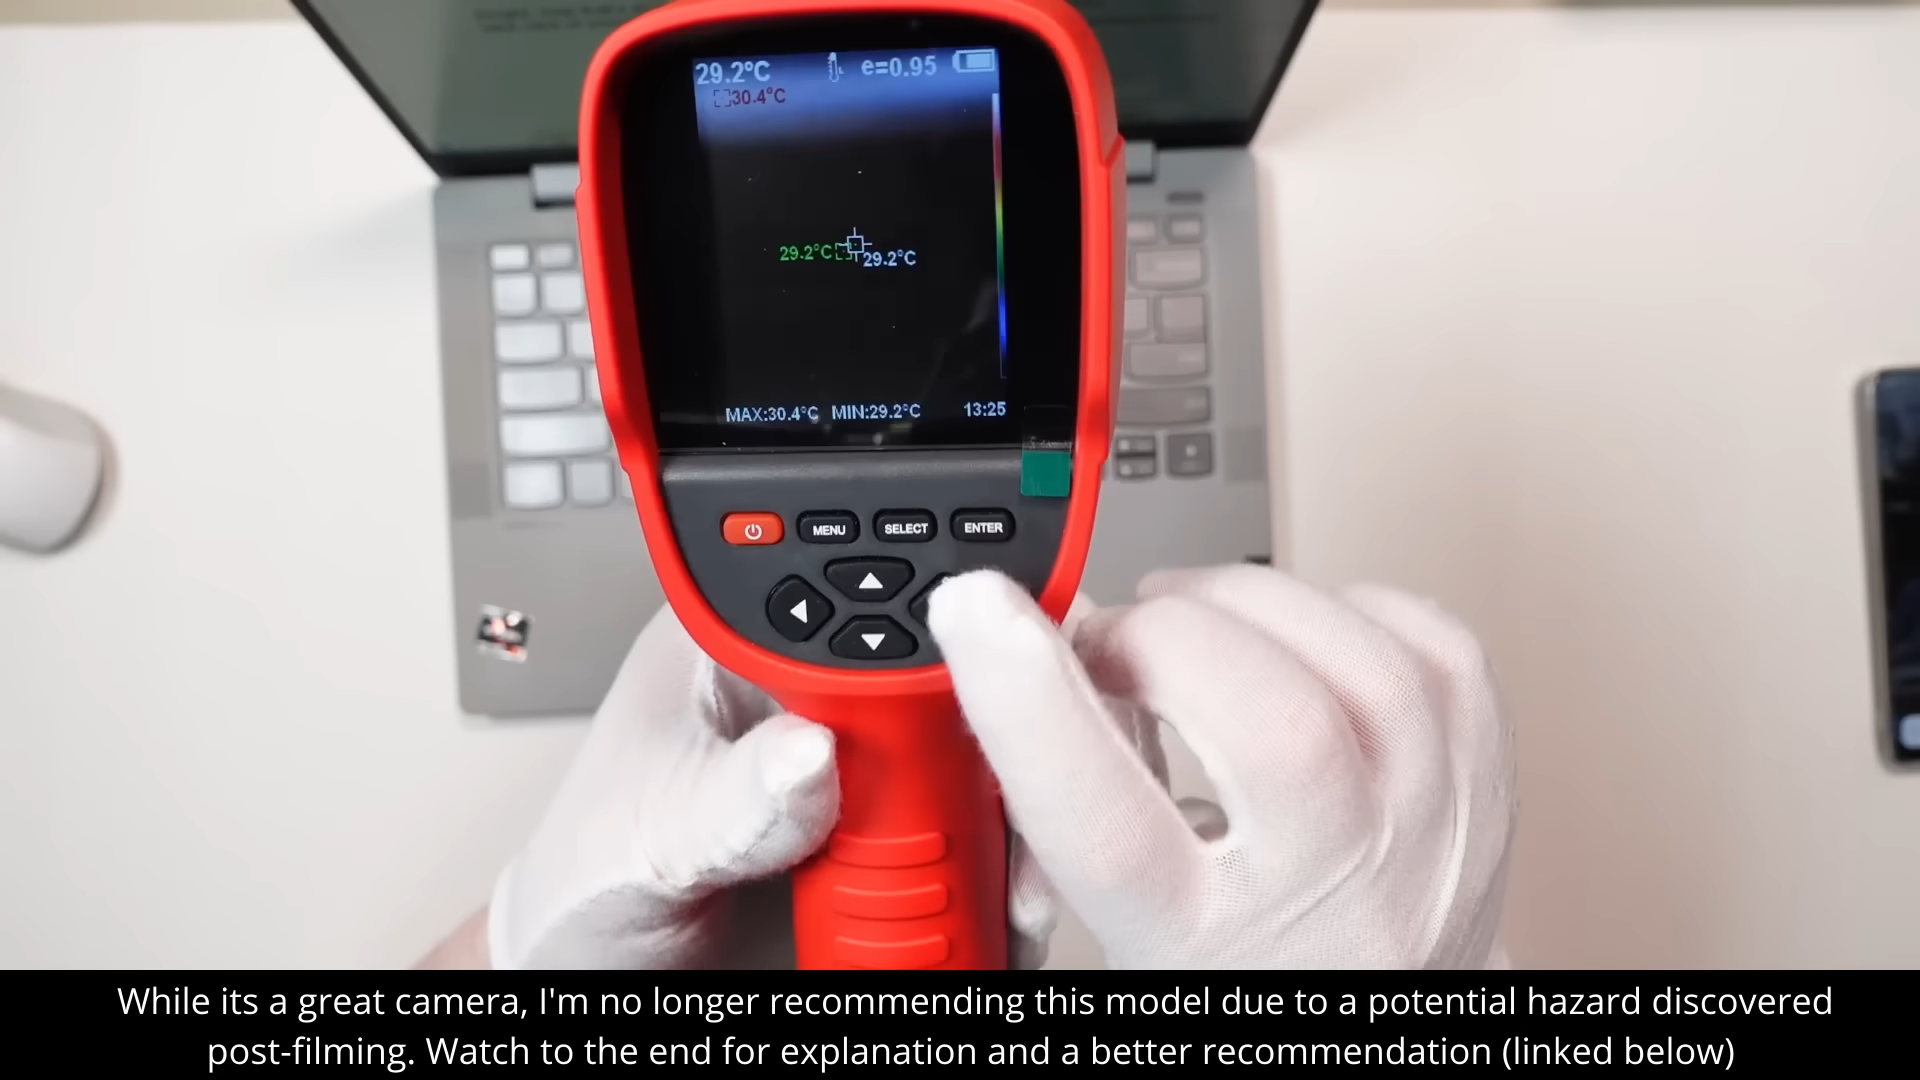 29.2°C e=0.95
30.4°C
29.2°C 29.2°C
MAX:30.4°C MIN:29.2°C 13:25
MENU SELECT ENTER
While its a great camera, I'm no longer recommending this model due to a potential hazard discovered
post-filming. Watch to the end for explanation and a better recommendation (linked below)